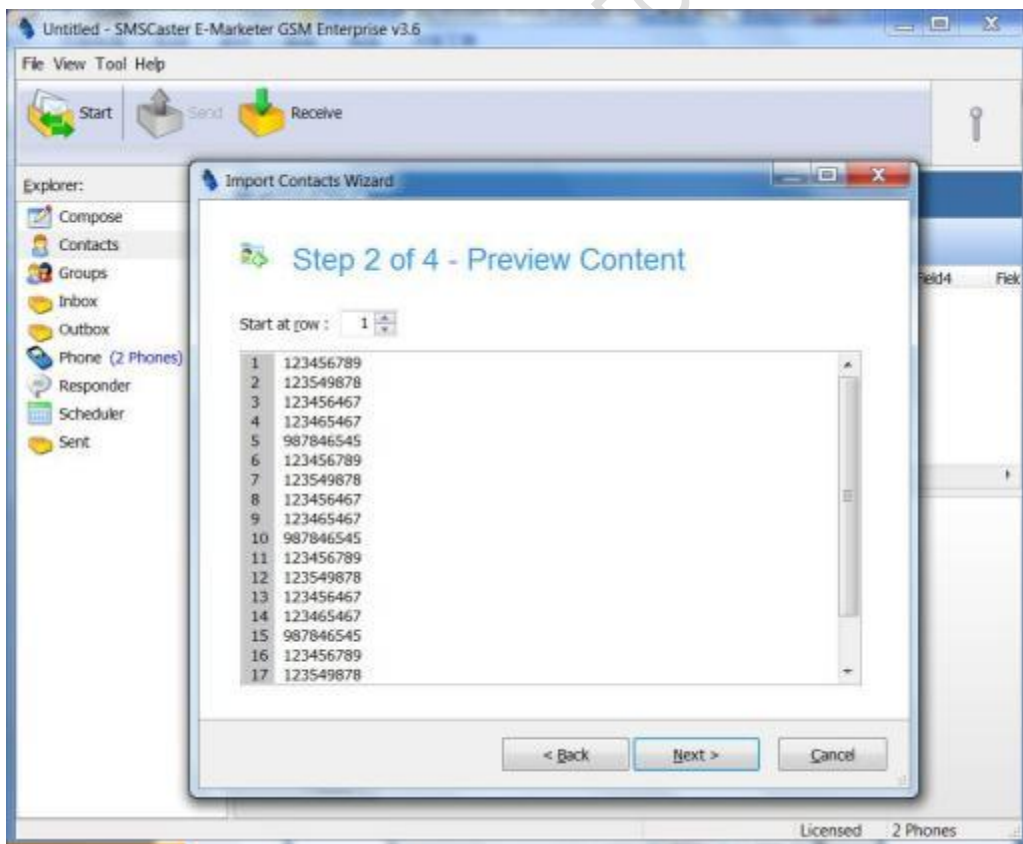 Untitled - SMSCaster E-Marketer GSM Enterprise v3.6
File View Tool Help
Start
Send
Receive
Explorer:
Compose
Contacts
Groups
Inbox
Outbox
Phone (2 Phones)
Responder
Scheduler
Sent
Import Contacts Wizard
Step 2 of 4 - Preview Content
Field4 Fiel
Start at row : 1
1 123456789
2 123549878
3 123456467
4 123465467
5 987846545
6 123456789
7 123549878
8 123456467
9 123465467
10 987846545
11 123456789
12 123549878
13 123456467
14 123465467
15 987846545
16 123456789
17 123549878
< Back
Next >
Cancel
Licensed 2 Phones